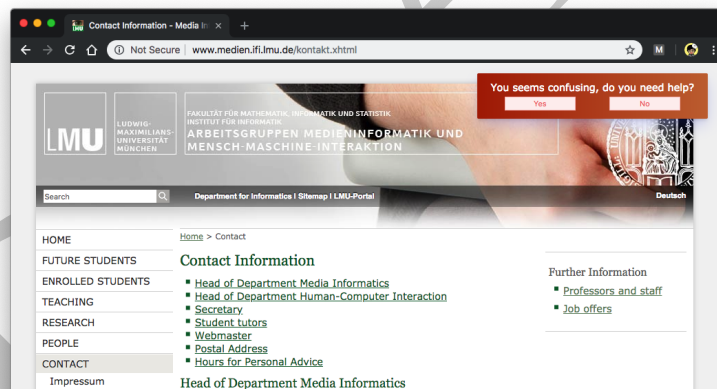 Contact Information - Media In
Not Secure | www.medien.ifi.lmu.de/kontakt.xhtml
M
You seems confusing, do you need help?
Yes No
LMU
LUDWIG-
MAXIMILIANS-
UNIVERSITÄT
MÜNCHEN
FAKULTÄT FÜR MATHEMATIK, INFORMATIK UND STATISTIK
INSTITUT FÜR INFORMATIK
ARBEITSGRUPPEN MEDIENINFORMATIK UND
MENSCH-MASCHINE-INTERAKTION
Search
Department for Informatics | Sitemap | LMU-Portal
Deutsch
HOME
FUTURE STUDENTS
ENROLLED STUDENTS
TEACHING
RESEARCH
PEOPLE
CONTACT
Impressum
Home > Contact
Contact Information
Head of Department Media Informatics
Head of Department Human-Computer Interaction
Secretary
Student tutors
Webmaster
Postal Address
Hours for Personal Advice
Head of Department Media Informatics
Further Information
Professors and staff
Job offers